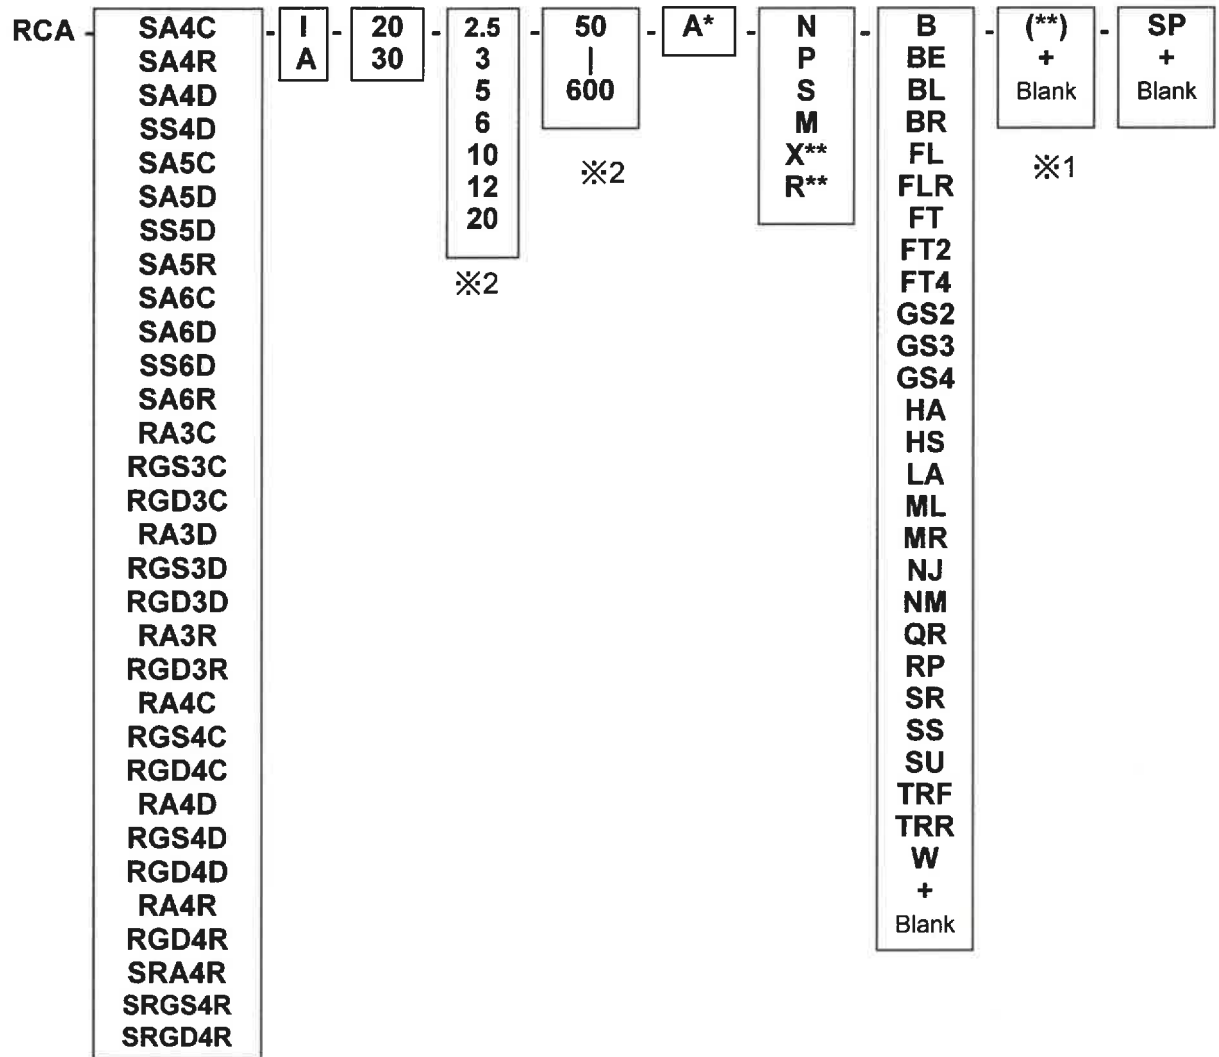 RCA - SA4C - I - 20 - 2.5 - 50 - A* - N - B - (**) - SP
SA4R A 30 3 | P BE + +
SA4D 5 600 S BL Blank Blank
SS4D 6 M BR
SA5C 10 ※2 X** FL ※1
SA5D 12 R** FLR
SS5D 20 FT
SA5R FT2
SA6C ※2 FT4
SA6D GS2
SS6D GS3
SA6R GS4
RA3C HA
RGS3C HS
RGD3C LA
RA3D ML
RGS3D MR
RGD3D NJ
RA3R NM
RGD3R QR
RA4C RP
RGS4C SR
RGD4C SS
RA4D SU
RGS4D TRF
RGD4D TRR
RA4R W
RGD4R +
SRA4R Blank
SRGS4R
SRGD4R